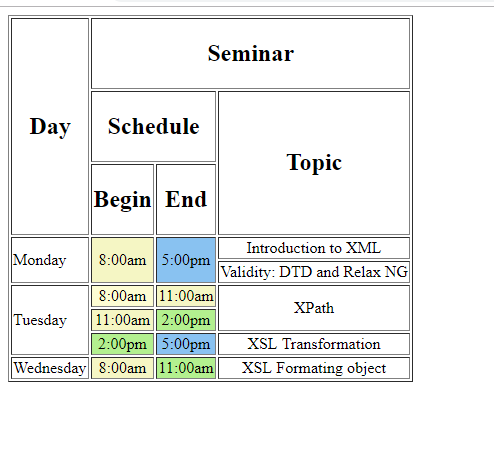 Seminar
Day
Schedule
Topic
Begin
End
Monday
8:00am
5:00pm
Introduction to XML
Validity: DTD and Relax NG
Tuesday
8:00am
11:00am
XPath
11:00am
2:00pm
2:00pm
5:00pm
XSL Transformation
Wednesday
8:00am
11:00am
XSL Formating object